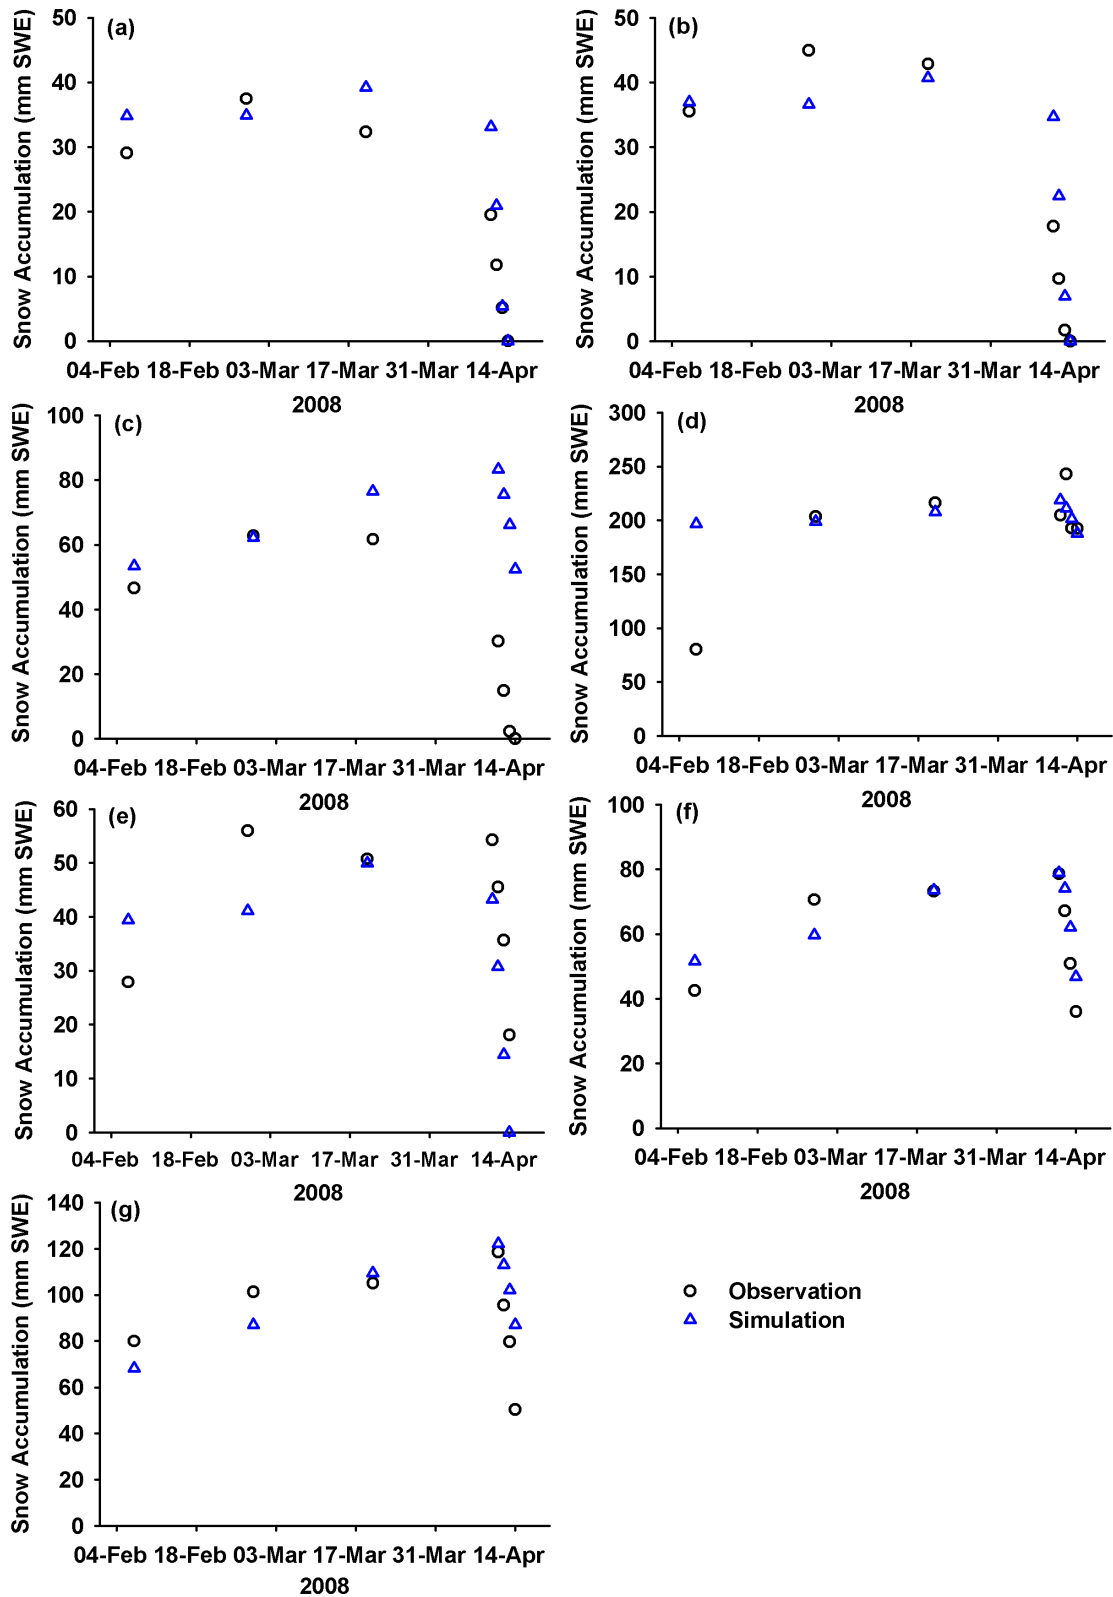 (a)
Snow Accumulation (mm SWE)
50
40
30
20
10
0
04-Feb 18-Feb 03-Mar 17-Mar 31-Mar 14-Apr
2008
(b)
Snow Accumulation (mm SWE)
50
40
30
20
10
0
04-Feb 18-Feb 03-Mar 17-Mar 31-Mar 14-Apr
2008
(c)
Snow Accumulation (mm SWE)
100
80
60
40
20
0
04-Feb 18-Feb 03-Mar 17-Mar 31-Mar 14-Apr
2008
(d)
Snow Accumulation (mm SWE)
300
250
200
150
100
50
0
04-Feb 18-Feb 03-Mar 17-Mar 31-Mar 14-Apr
2008
(e)
Snow Accumulation (mm SWE)
60
50
40
30
20
10
0
04-Feb 18-Feb 03-Mar 17-Mar 31-Mar 14-Apr
2008
(f)
Snow Accumulation (mm SWE)
100
80
60
40
20
0
04-Feb 18-Feb 03-Mar 17-Mar 31-Mar 14-Apr
2008
(g)
Snow Accumulation (mm SWE)
140
120
100
80
60
40
20
0
04-Feb 18-Feb 03-Mar 17-Mar 31-Mar 14-Apr
2008
Observation
Simulation